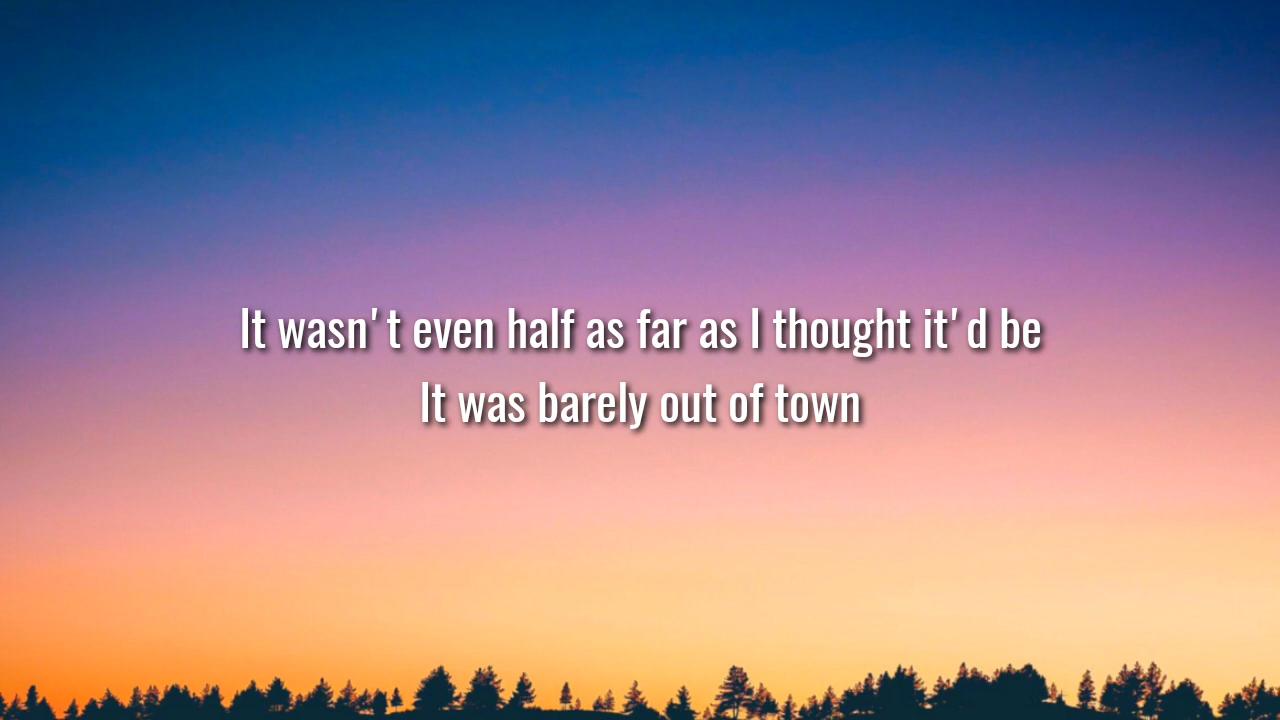 It wasn't even half as far as I thought it'd be
It was barely out of town